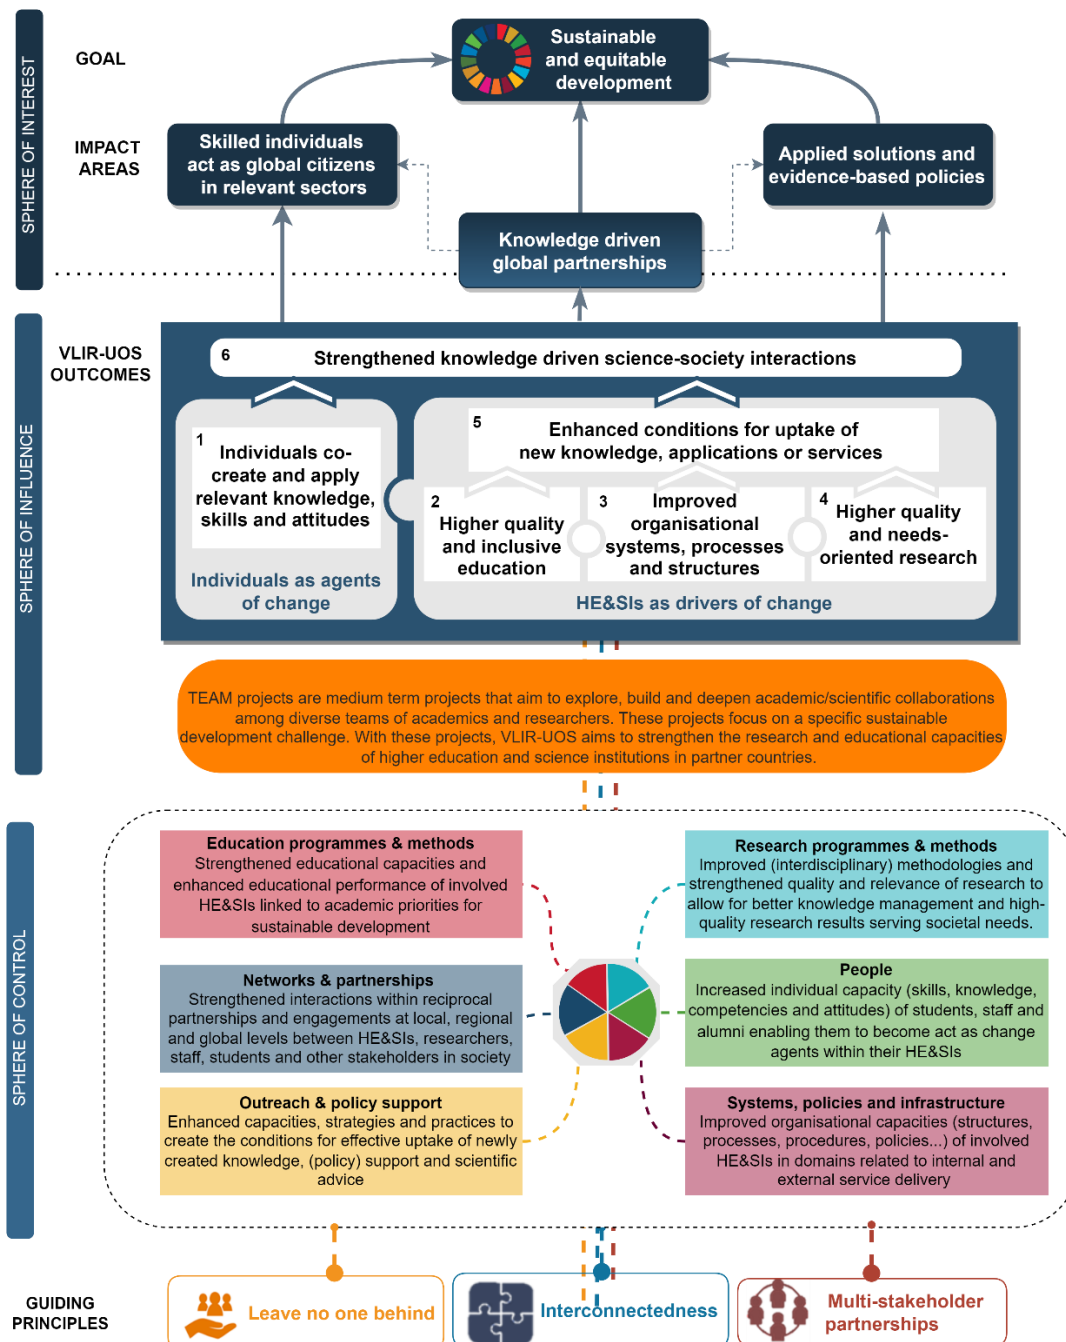 SPHERE OF INTEREST
GOAL
Sustainable
and equitable
development
IMPACT
AREAS
Skilled individuals
act as global citizens
in relevant sectors
Applied solutions and
evidence-based policies
Knowledge driven
global partnerships
SPHERE OF INFLUENCE
VLIR-UOS
OUTCOMES
6
Strengthened knowledge driven science-society interactions
1
Individuals co-
create and apply
relevant knowledge,
skills and attitudes
Individuals as agents
of change
5
Enhanced conditions for uptake of
new knowledge, applications or services
2
Higher quality
and inclusive
education
3
Improved
organisational
systems, processes
and structures
4
Higher quality
and needs-
oriented research
HE&SIs as drivers of change
TEAM projects are medium term projects that aim to explore, build and deepen academic/scientific collaborations
among diverse teams of academics and researchers. These projects focus on a specific sustainable
development challenge. With these projects, VLIR-UOS aims to strengthen the research and educational capacities
of higher education and science institutions in partner countries.
SPHERE OF CONTROL
Education programmes & methods
Strengthened educational capacities and
enhanced educational performance of involved
HE&SIs linked to academic priorities for
sustainable development
Research programmes & methods
Improved (interdisciplinary) methodologies and
strengthened quality and relevance of research to
allow for better knowledge management and high-
quality research results serving societal needs.
Networks & partnerships
Strengthened interactions within reciprocal
partnerships and engagements at local, regional
and global levels between HE&SIs, researchers,
staff, students and other stakeholders in society
People
Increased individual capacity (skills, knowledge,
competencies and attitudes) of students, staff and
alumni enabling them to become act as change
agents within their HE&SIs
Outreach & policy support
Enhanced capacities, strategies and practices to
create the conditions for effective uptake of newly
created knowledge, (policy) support and scientific
advice
Systems, policies and infrastructure
Improved organisational capacities (structures,
processes, procedures, policies...) of involved
HE&SIs in domains related to internal and
external service delivery
GUIDING
PRINCIPLES
Leave no one behind
Interconnectedness
Multi-stakeholder
partnerships